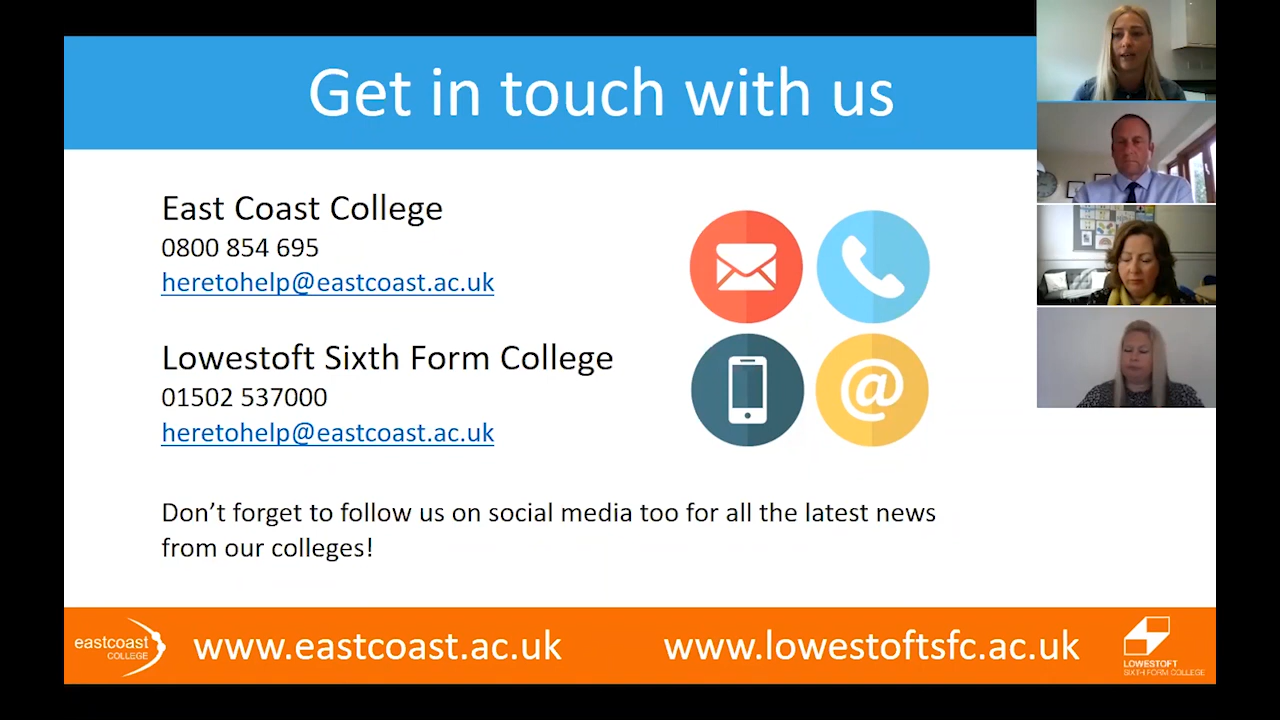 Get in touch with us
East Coast College
0800 854 695
heretohelp@eastcoast.ac.uk
Lowestoft Sixth Form College
01502 537000
heretohelp@eastcoast.ac.uk
Don’t forget to follow us on social media too for all the latest news
from our colleges!
eastcoast
COLLEGE
www.eastcoast.ac.uk
www.lowestoftsfc.ac.uk
LOWESTOFT
SIXTH FORM COLLEGE